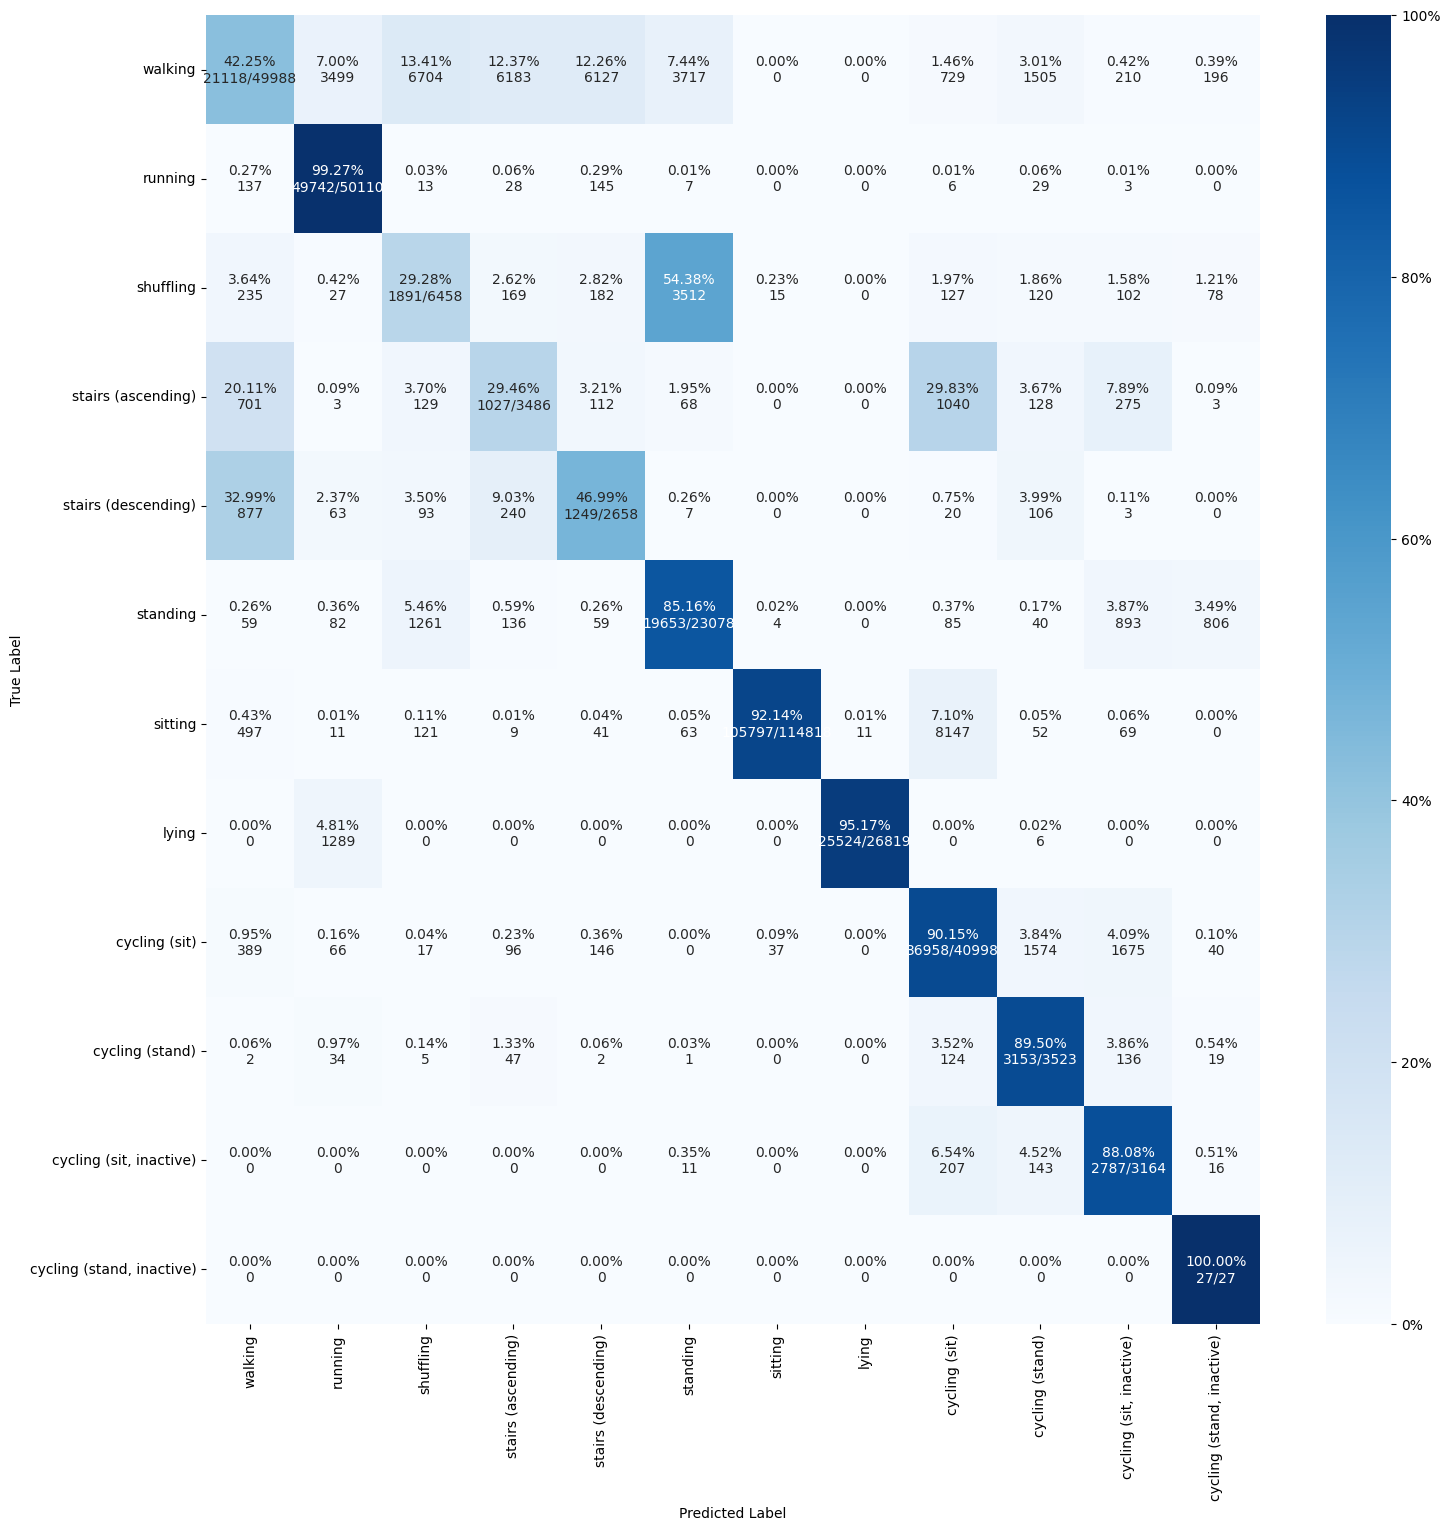 walking
42.25% 7.00% 13.41% 12.37% 12.26% 7.44% 0.00% 0.00% 1.46% 3.01% 0.42% 0.39%
21118/49988 3499 6704 6183 6127 3717 0 0 729 1505 210 196
running
0.27% 99.27% 0.03% 0.06% 0.29% 0.01% 0.00% 0.00% 0.01% 0.06% 0.01% 0.00%
137 49742/50110 13 28 145 7 0 0 6 29 3 0
shuffling
3.64% 0.42% 29.28% 2.62% 2.82% 54.38% 0.23% 0.00% 1.97% 1.86% 1.58% 1.21%
235 27 1891/6458 169 182 3512 15 0 127 120 102 78
stairs (ascending)
20.11% 0.09% 3.70% 29.46% 3.21% 1.95% 0.00% 0.00% 29.83% 3.67% 7.89% 0.09%
701 3 129 1027/3486 112 68 0 0 1040 128 275 3
stairs (descending)
32.99% 2.37% 3.50% 9.03% 46.99% 0.26% 0.00% 0.00% 0.75% 3.99% 0.11% 0.00%
877 63 93 240 1249/2658 7 0 0 20 106 3 0
standing
0.26% 0.36% 5.46% 0.59% 0.26% 85.16% 0.02% 0.00% 0.37% 0.17% 3.87% 3.49%
59 82 1261 136 59 19653/23078 4 0 85 40 893 806
sitting
0.43% 0.01% 0.11% 0.01% 0.04% 0.05% 92.14% 0.01% 7.10% 0.05% 0.06% 0.00%
497 11 121 9 41 63 11 8147 52 69 0
lying
0.00% 4.81% 0.00% 0.00% 0.00% 0.00% 0.00% 95.17% 0.00% 0.02% 0.00% 0.00%
0 1289 0 0 0 0 0 25524/26819 0 6 0 0
cycling (sit)
0.95% 0.16% 0.04% 0.23% 0.36% 0.00% 0.09% 0.00% 90.15% 3.84% 4.09% 0.10%
389 66 17 96 146 0 37 0 36958/40998 1574 1675 40
cycling (stand)
0.06% 0.97% 0.14% 1.33% 0.06% 0.03% 0.00% 0.00% 3.52% 89.50% 3.86% 0.54%
2 34 5 47 2 1 0 0 124 3153/3523 136 19
cycling (sit, inactive)
0.00% 0.00% 0.00% 0.00% 0.00% 0.35% 0.00% 0.00% 6.54% 4.52% 88.08% 0.51%
0 0 0 0 0 11 0 0 207 143 2787/3164 16
cycling (stand, inactive)
0.00% 0.00% 0.00% 0.00% 0.00% 0.00% 0.00% 0.00% 0.00% 0.00% 0.00% 100.00%
0 0 0 0 0 0 0 0 0 0 0 27/27
True Label
walking
running
shuffling
stairs (ascending)
stairs (descending)
standing
sitting
lying
cycling (sit)
cycling (stand)
cycling (sit, inactive)
cycling (stand, inactive)
Predicted Label
100%
80%
60%
40%
20%
0%